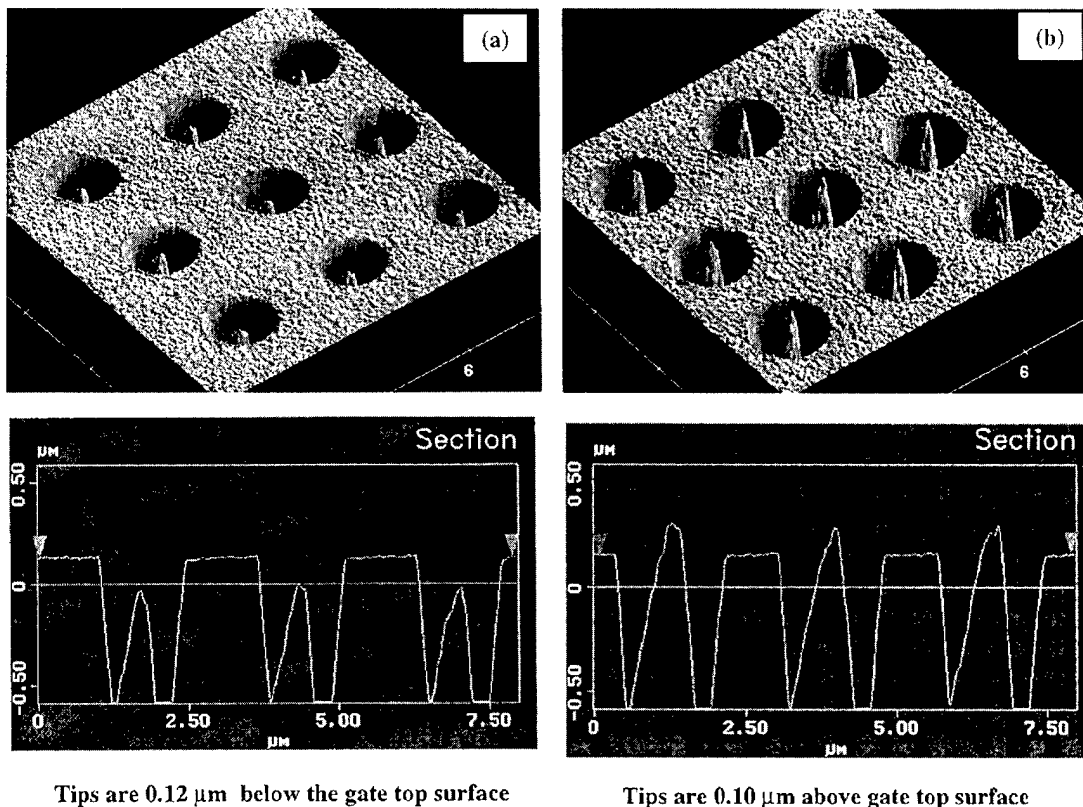 (a)
(b)
6
6
Section
µM
0.50
0
-0.50
0
2.50
5.00
7.50
µM
Section
µM
0.50
0
-0.50
0
2.50
5.00
7.50
µM
Tips are 0.12 µm below the gate top surface
Tips are 0.10 µm above gate top surface